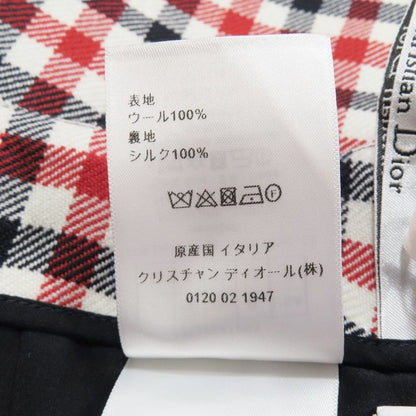 表地
ウール100%
裏地
シルク100%
原産国 イタリア
クリスチャン ディオール(株)
0120 02 1947
Dior